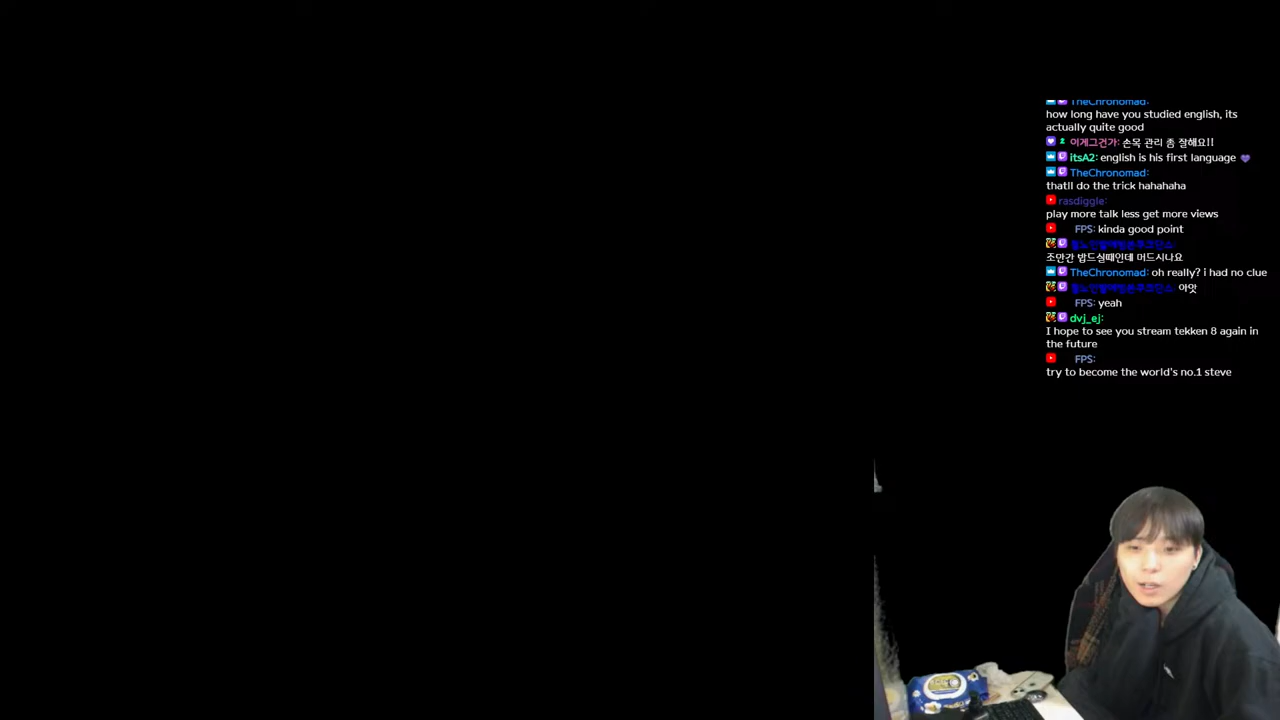 TheChronomad:
how long have you studied english, its
actually quite good
이게그건가: 손목 관리 좀 잘해요!!
itsA2: english is his first language
TheChronomad:
thatll do the trick hahahaha
rasdiggle:
play more talk less get more views
FPS: kinda good point
조만간 밥드실때인데 머드시나요
TheChronomad: oh really? i had no clue
아앗
FPS: yeah
dvj_ej:
I hope to see you stream tekken 8 again in
the future
FPS:
try to become the world's no.1 steve